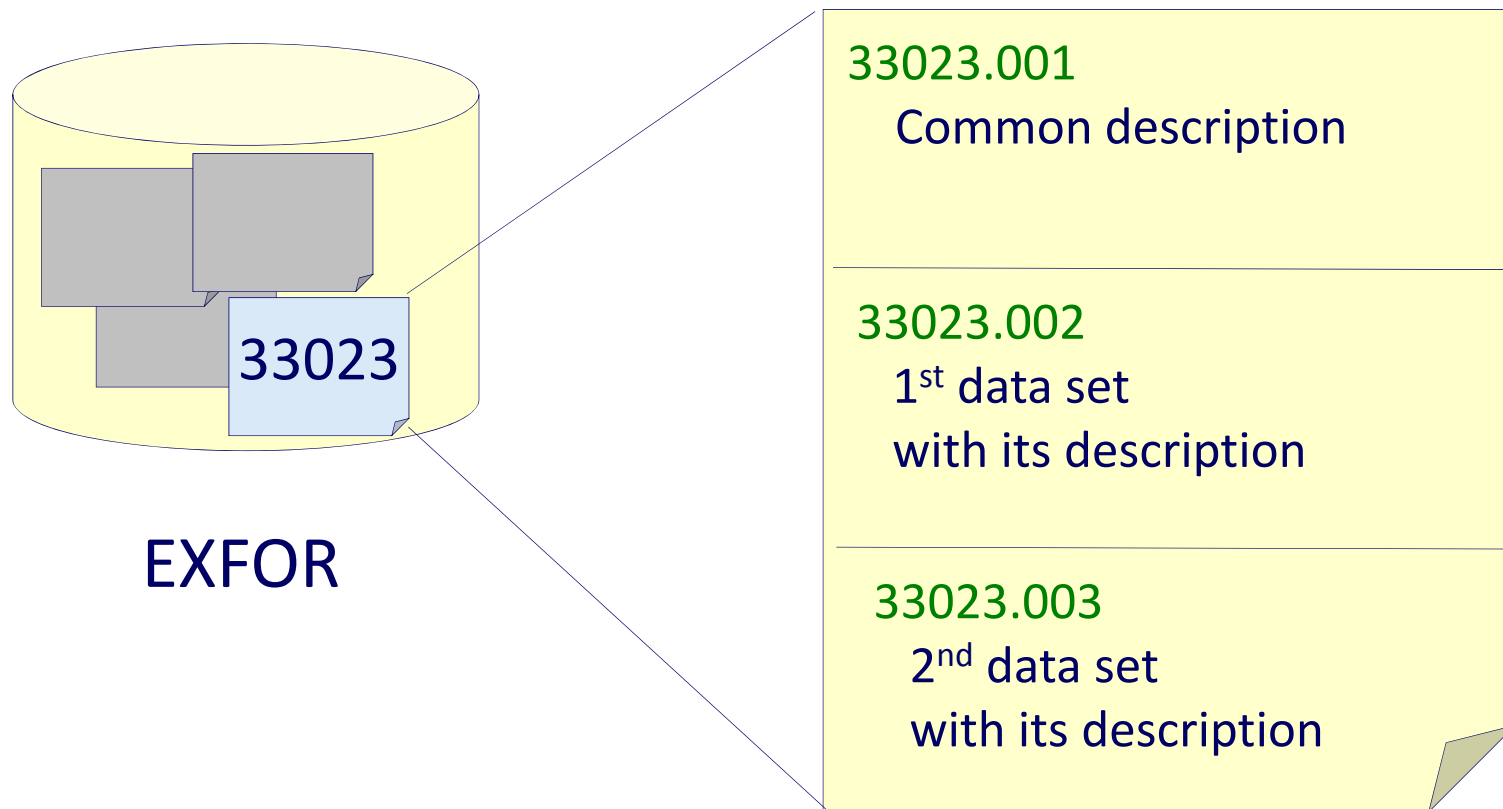 33023
EXFOR
33023.001
Common description
33023.002
1st data set
with its description
33023.003
2nd data set
with its description